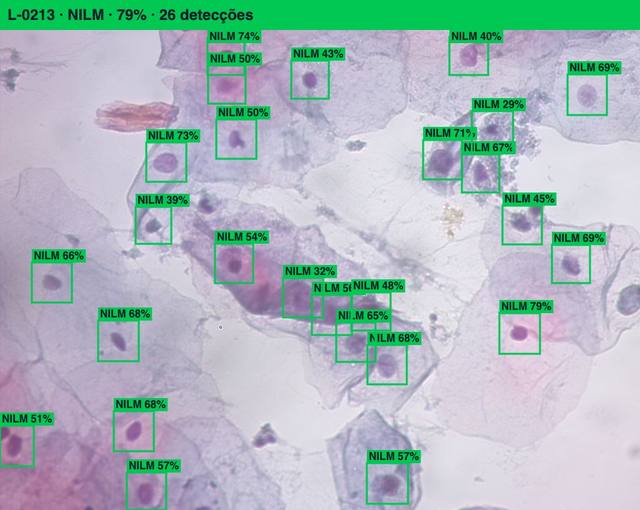 L-0213 · NILM · 79% · 26 detecções
NILM 74%
NILM 40%
NILM 50%
NILM 43%
NILM 69%
NILM 29%
NILM 50%
NILM 71%
NILM 73%
NILM 67%
NILM 39%
NILM 45%
NILM 54%
NILM 69%
NILM 66%
NILM 32%
NILM 48%
NILM
NILM 68%
NILM 79%
65%
NILM 68%
NILM 68%
NILM 51%
NILM 57%
NILM 57%